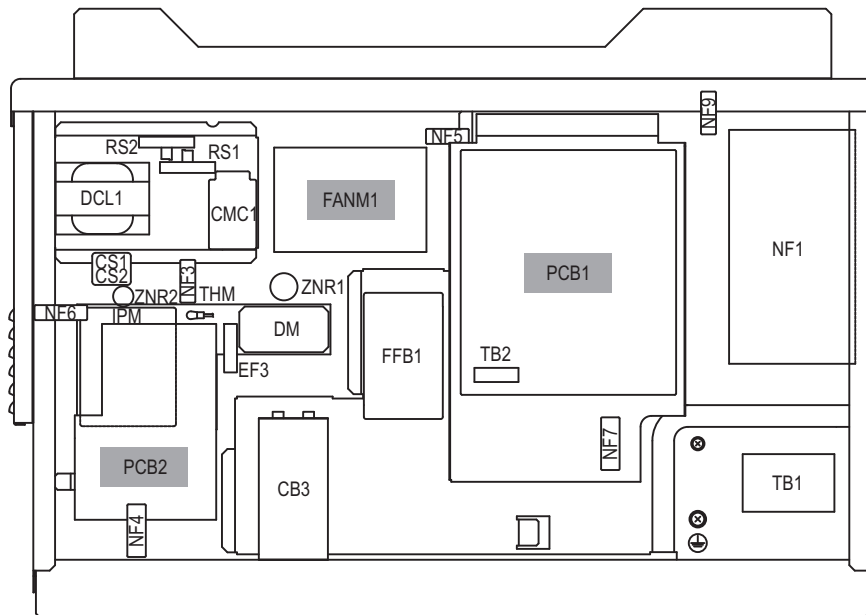 NF9
NF5
RS2
RS1
DCL1
FANM1
CMC1
NF1
PCB1
CS1
CS2
NF3
ZNR2
THM
ZNR1
NF6
IPM
DM
FFB1
TB2
EF3
NF7
PCB2
CB3
TB1
NF4